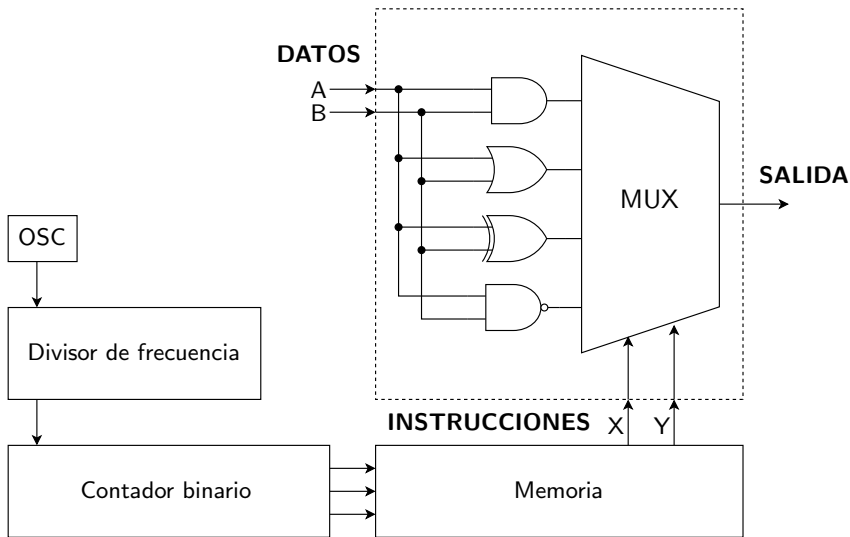 DATOS
A
B
MUX
SALIDA
OSC
Divisor de frecuencia
INSTRUCCIONES
X
Y
Contador binario
Memoria